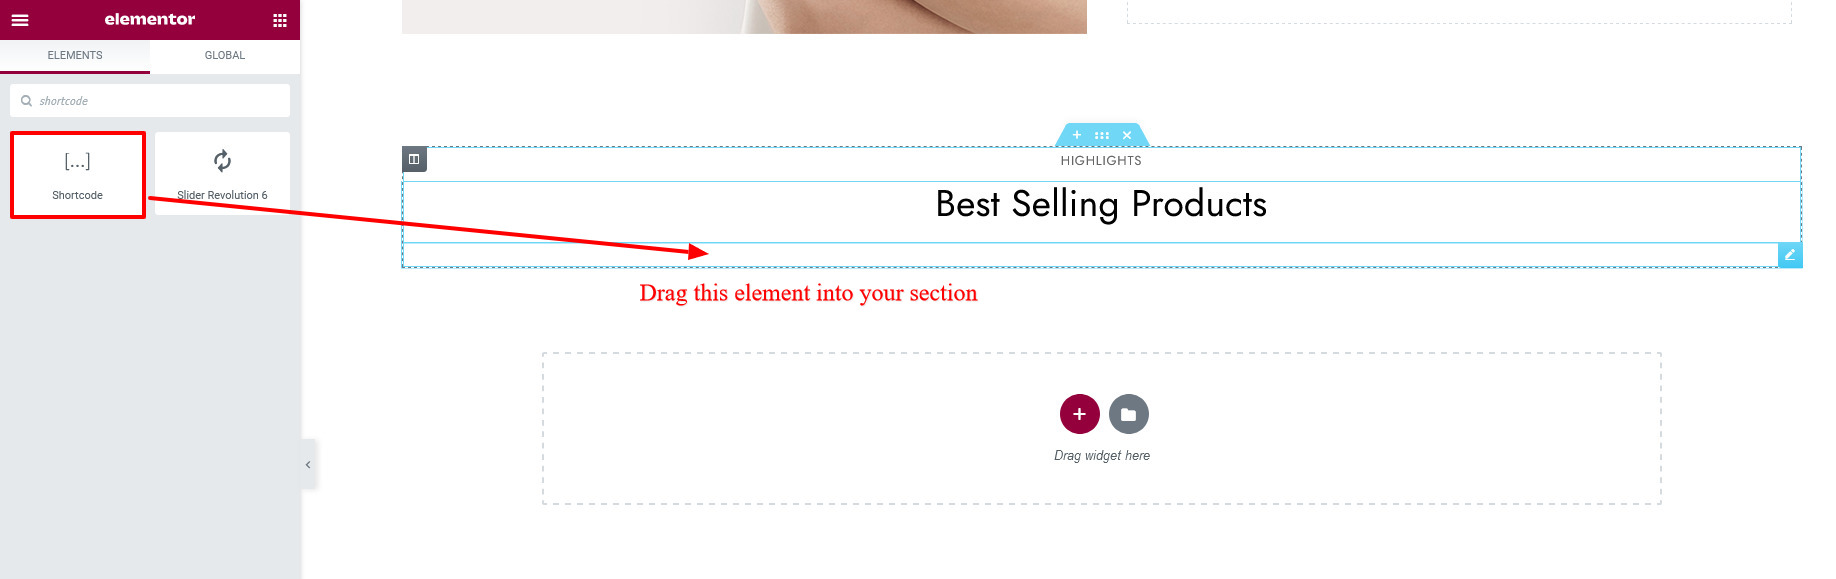 elementor
ELEMENTS
GLOBAL
shortcode
[...]
Shortcode
Slider Revolution 6
HIGHLIGHTS
Best Selling Products
Drag this element into your section
Drag widget here